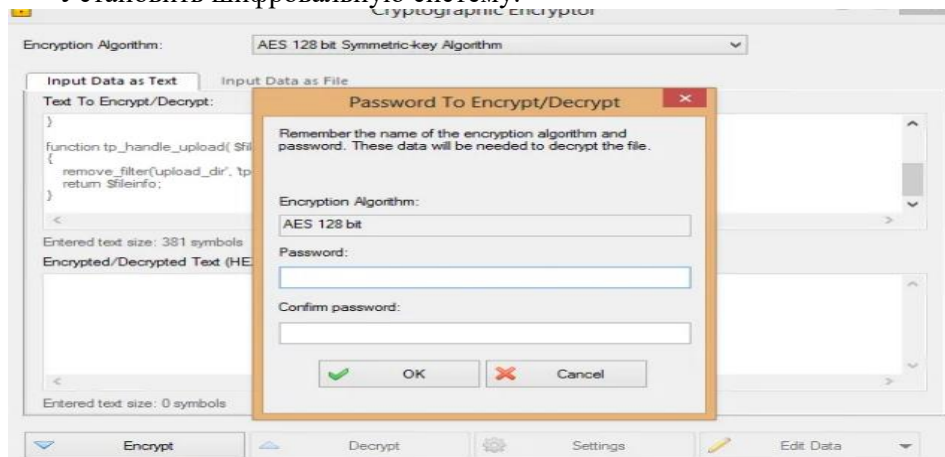 Установить шифровальную систему.
Cryptographic Encryptor
Encryption Algorithm:
AES 128 bit Symmetric-key Algorithm
Input Data as Text
Input Data as File
Text To Encrypt/Decrypt:
}
function tp_handle_upload( $fil
{
remove_filter('upload_dir', 'tp
return $fileinfo;
}
Entered text size: 381 symbols
Encrypted/Decrypted Text (HE
Entered text size: 0 symbols
Password To Encrypt/Decrypt
Remember the name of the encryption algorithm and
password. These data will be needed to decrypt the file.
Encryption Algorithm:
AES 128 bit
Password:
Confirm password:
OK
Cancel
Encrypt
Decrypt
Settings
Edit Data